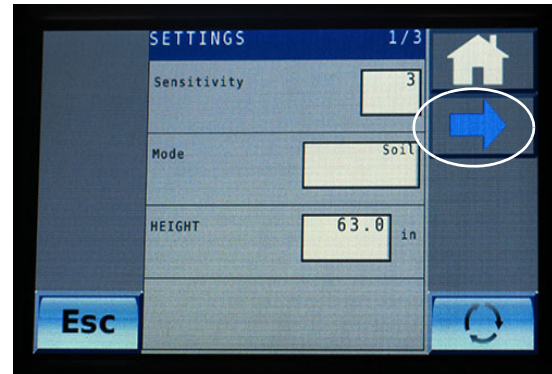 SETTINGS 1/3
Sensitivity 3
Mode Soil
HEIGHT 63.0 in
Esc